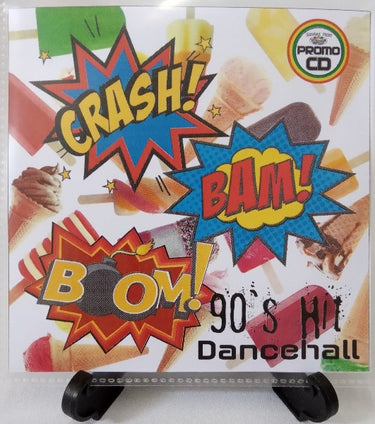 PROMO
CD
CRASH!
BAM!
BOOM!
90's Hit
Dancehall